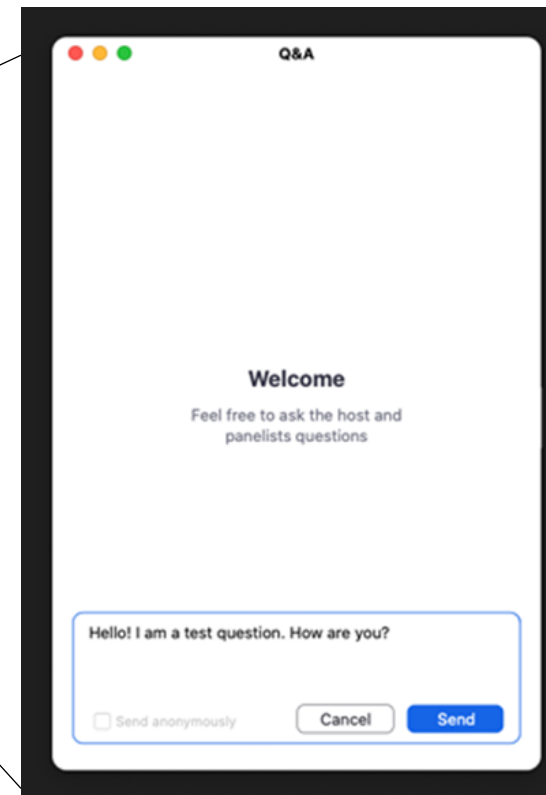 Q&A
Welcome
Feel free to ask the host and
panelists questions
Hello! I am a test question. How are you?
Send anonymously
Cancel
Send